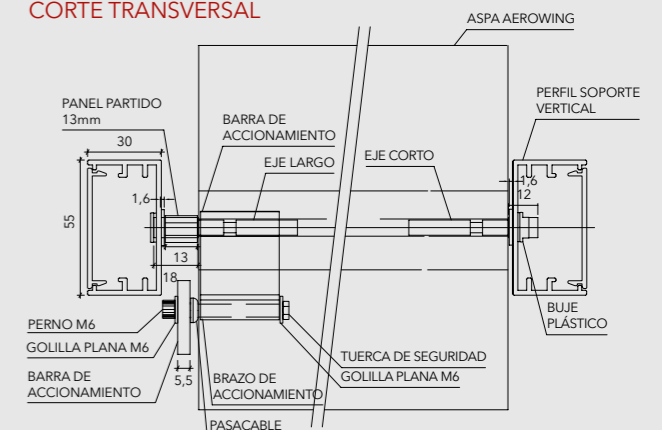 CORTE TRANSVERSAL
ASPA AEROWING
PANEL PARTIDO
13mm
30
BARRA DE
ACCIONAMIENTO
EJE LARGO
EJE CORTO
PERFIL SOPORTE
VERTICAL
1,6
12
55
1,6
13
18
PERNO M6
GOLILLA PLANA M6
BARRA DE
ACCIONAMIENTO
5,5
BRAZO DE
ACCIONAMIENTO
PASACABLE
TUERCA DE SEGURIDAD
GOLILLA PLANA M6
BUJE
PLÁSTICO